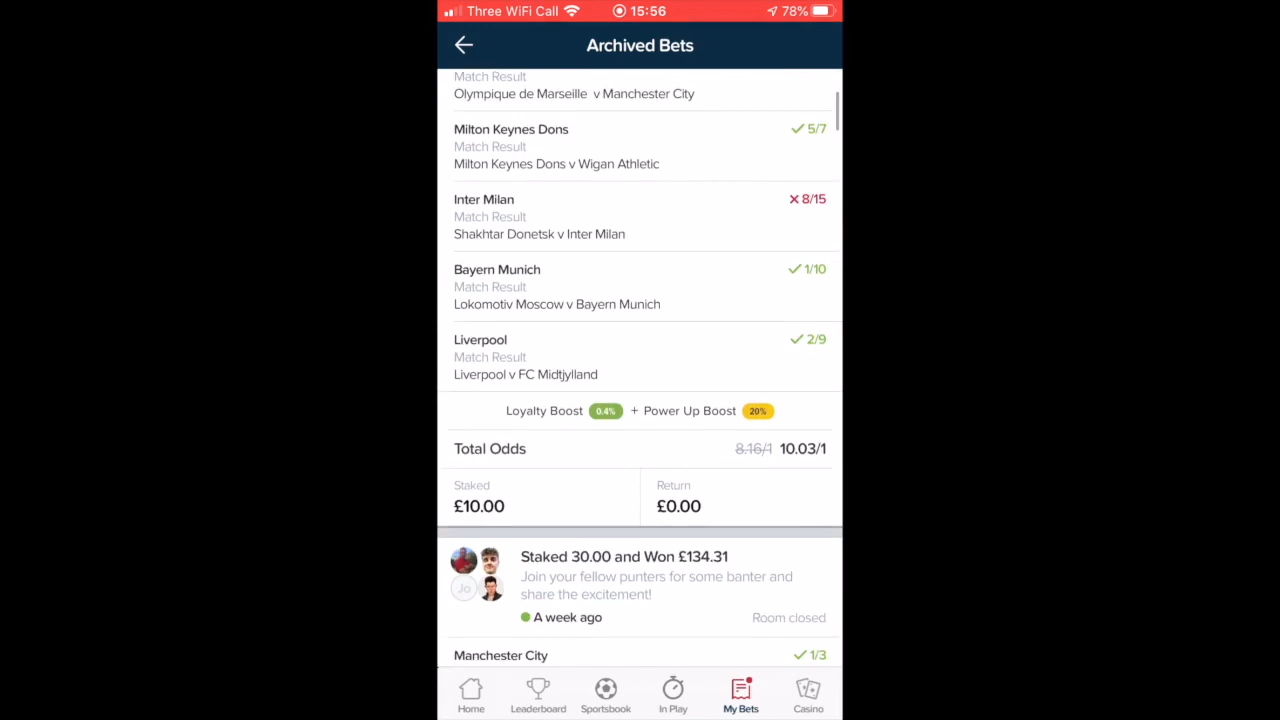 Three WiFi Call 15:56 78%
Archived Bets
Match Result
Olympique de Marseille v Manchester City
Milton Keynes Dons 5/7
Match Result
Milton Keynes Dons v Wigan Athletic
Inter Milan 8/15
Match Result
Shakhtar Donetsk v Inter Milan
Bayern Munich 1/10
Match Result
Lokomotiv Moscow v Bayern Munich
Liverpool 2/9
Match Result
Liverpool v FC Midtjylland
Loyalty Boost 0.4% + Power Up Boost 20%
Total Odds 8.16/1 10.03/1
Staked Return
£10.00 £0.00
Staked 30.00 and Won £134.31
Join your fellow punters for some banter and
Jo share the excitement!
A week ago Room closed
Manchester City 1/3
Home Leaderboard Sportsbook In Play My Bets Casino